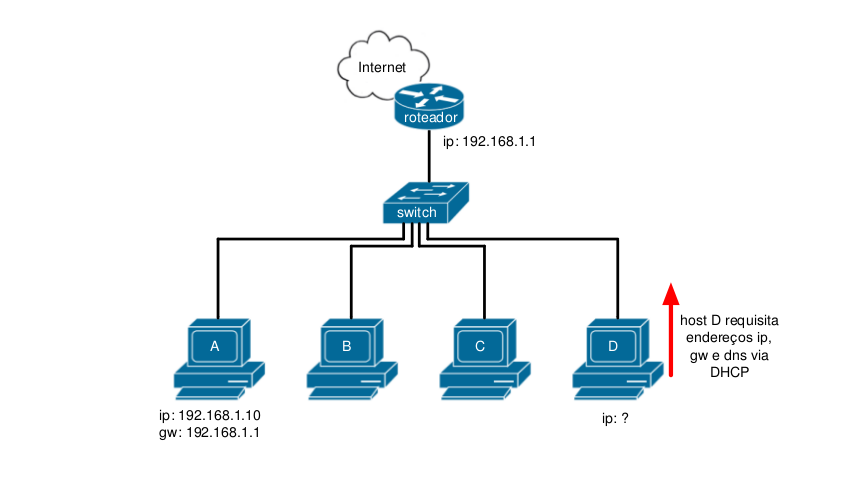 Internet
roteador
ip: 192.168.1.1
switch
A
B
C
D
host D requisita
endereços ip,
gw e dns via
DHCP
ip: 192.168.1.10
gw: 192.168.1.1
ip: ?